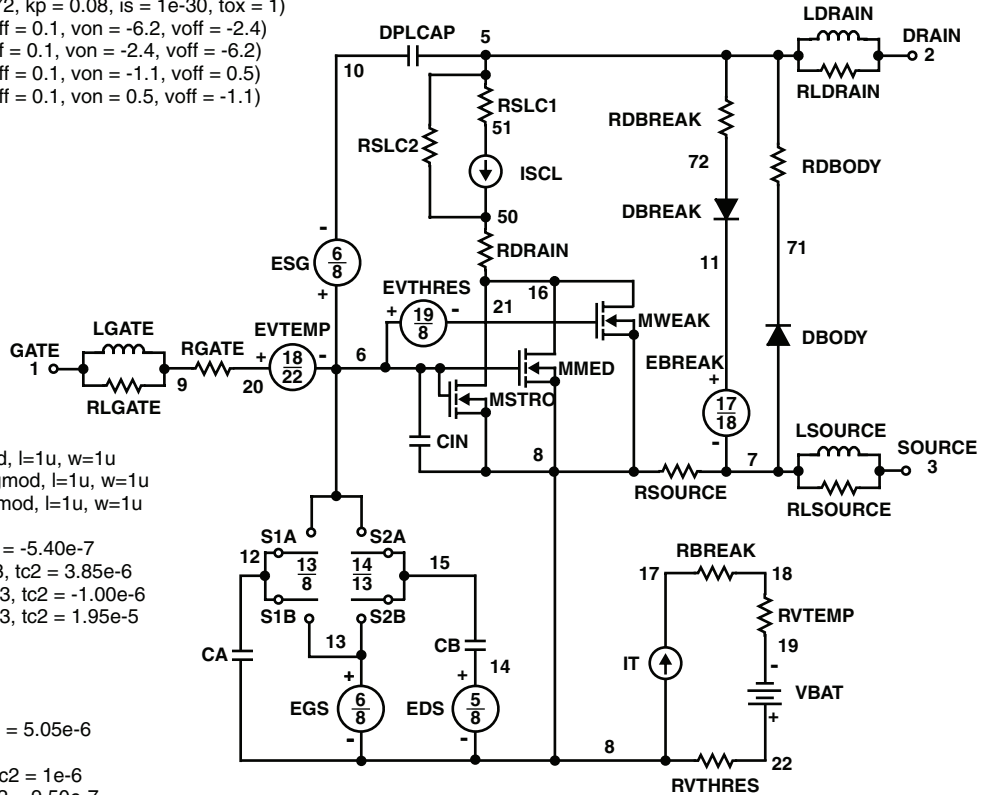 72, kp = 0.08, is = 1e-30, tox = 1)
ff = 0.1, von = -6.2, voff = -2.4)
f = 0.1, von = -2.4, voff = -6.2)
ff = 0.1, von = -1.1, voff = 0.5)
ff = 0.1, von = 0.5, voff = -1.1)
LDRAIN
DPLCAP
5
DRAIN
2
10
RLDRAIN
RSLC1
51
RDBREAK
RSLC2
72
RDBODY
ISCL
50
DBREAK
RDRAIN
71
11
ESG
6
8
-
+
EVTHRES
+
19
8
-
21
16
MWEAK
LGATE
EVTEMP
GATE
1
RGATE
+
18
22
-
6
EBREAK
DBODY
9
20
MMED
RLGATE
MSTRO
+
17
18
-
CIN
LSOURCE
d, l=1u, w=1u
8
7
SOURCE
3
gmod, l=1u, w=1u
RSOURCE
mod, l=1u, w=1u
RLSOURCE
S1A
S2A
= -5.40e-7
12
15
RBREAK
3, tc2 = 3.85e-6
13
8
14
13
17
18
3, tc2 = -1.00e-6
3, tc2 = 1.95e-5
S1B
S2B
RVTEMP
13
19
CA
CB
14
IT
-
VBAT
+
EGS
+
6
8
-
EDS
+
5
8
-
= 5.05e-6
8
22
c2 = 1e-6
RVTHRES